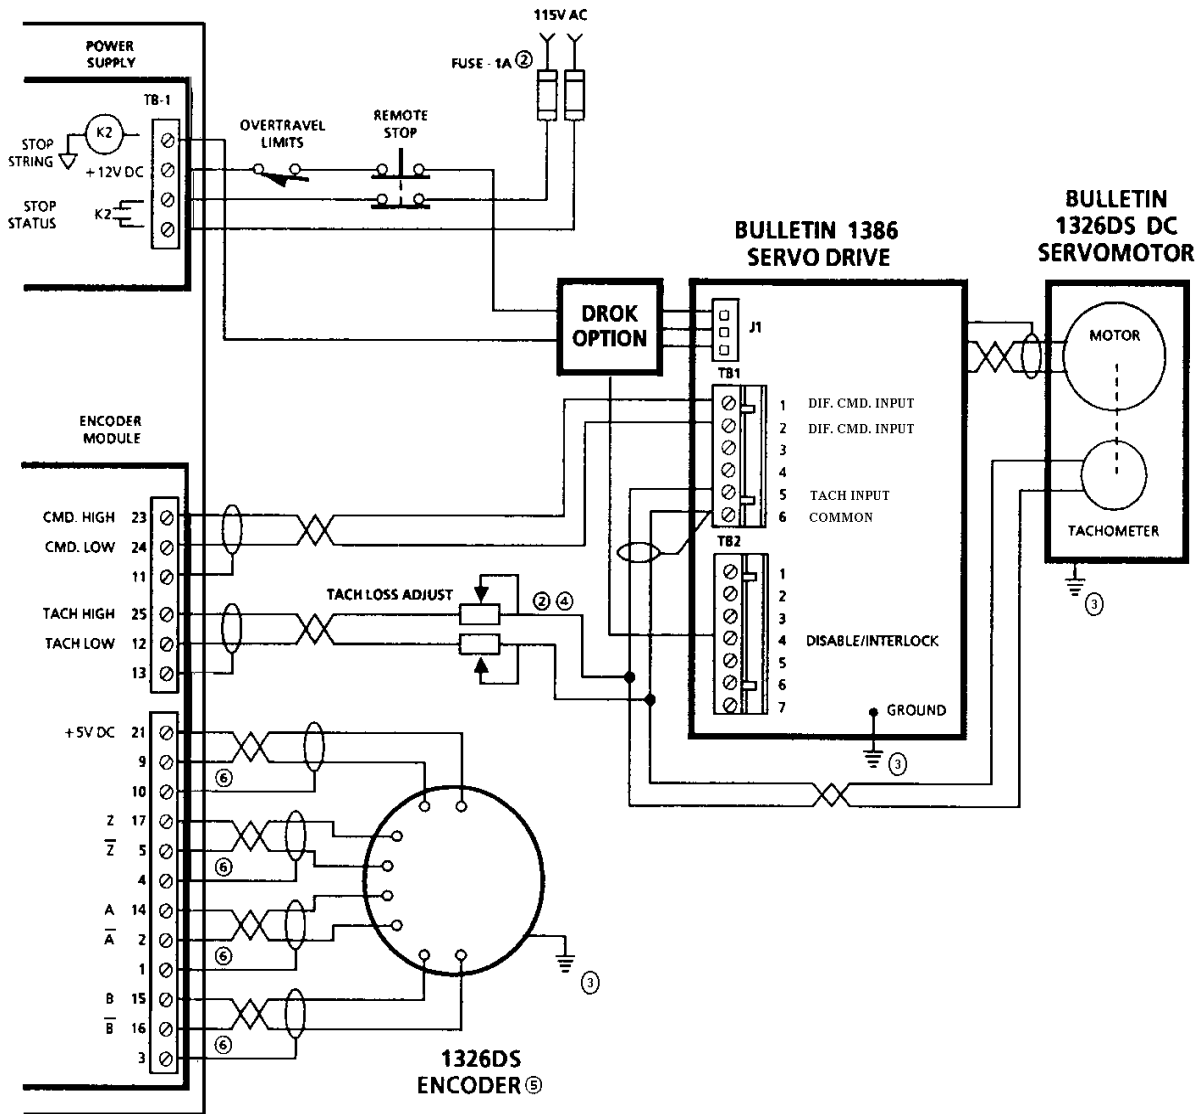 115V AC
POWER
SUPPLY
FUSE - 1A ②
TB-1
OVERTRAVEL
LIMITS
REMOTE
STOP
K2
STOP
STRING
+ 12V DC
STOP
STATUS
K2
BULLETIN 1386
SERVO DRIVE
BULLETIN
1326DS DC
SERVOMOTOR
DROK
OPTION
J1
MOTOR
TB1
1 DIF. CMD. INPUT
2 DIF. CMD. INPUT
3
4
5 TACH INPUT
6 COMMON
TACHOMETER
③
ENCODER
MODULE
CMD. HIGH 23
CMD. LOW 24
11
TACH HIGH 25
TACH LOW 12
13
TACH LOSS ADJUST
② ④
TB2
1
2
3
4 DISABLE/INTERLOCK
5
6
7
GROUND
③
+ 5V DC 21
9
⑥
10
Z 17
Z̅ 5
⑥
4
A 14
A̅ 2
⑥
1
B 15
B̅ 16
⑥
3
③
1326DS
ENCODER ⑤